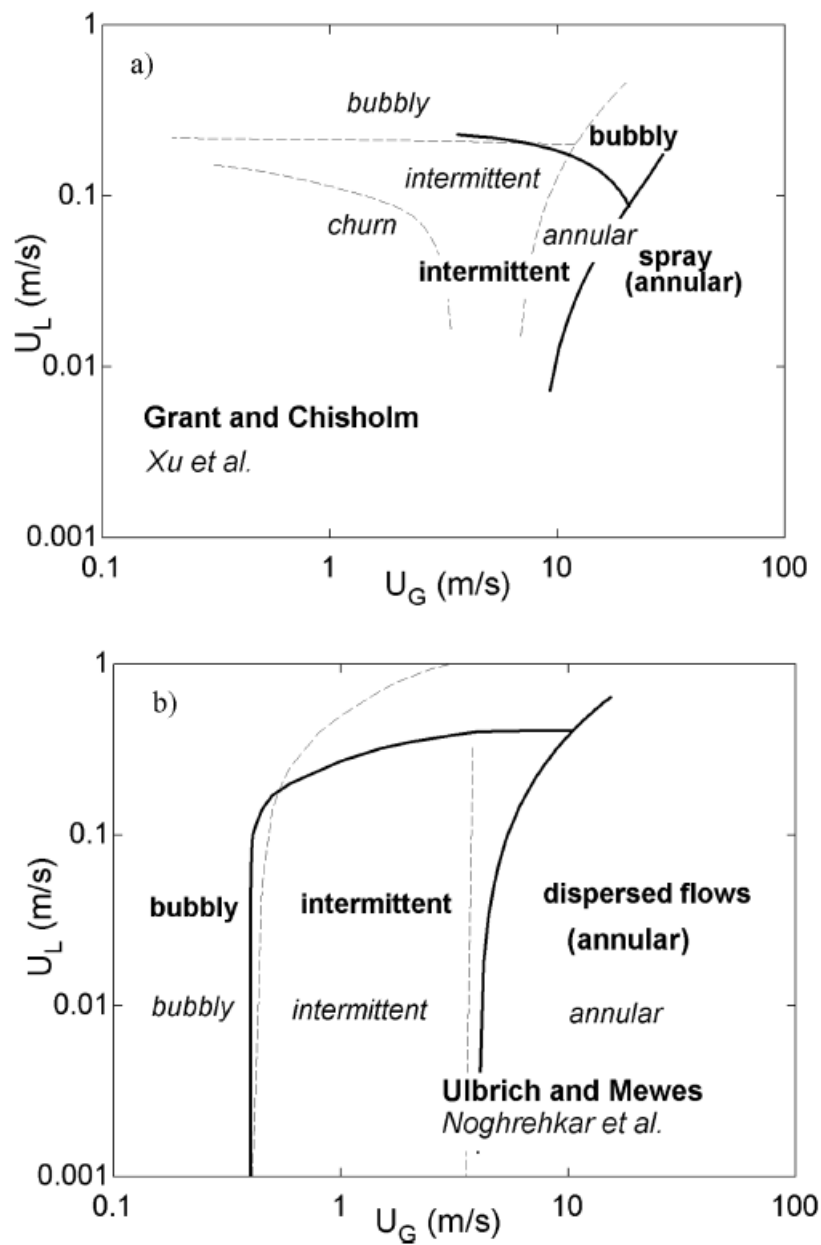 1
a)
bubbly
bubbly
0.1
intermittent
churn
annular
intermittent
spray
(annular)
U_L (m/s)
0.01
Grant and Chisholm
Xu et al.
0.001
0.1
1
10
100
U_G (m/s)
1
b)
0.1
bubbly
intermittent
dispersed flows
(annular)
U_L (m/s)
0.01
bubbly
intermittent
annular
Ulbrich and Mewes
Noghrehkar et al.
0.001
0.1
1
10
100
U_G (m/s)